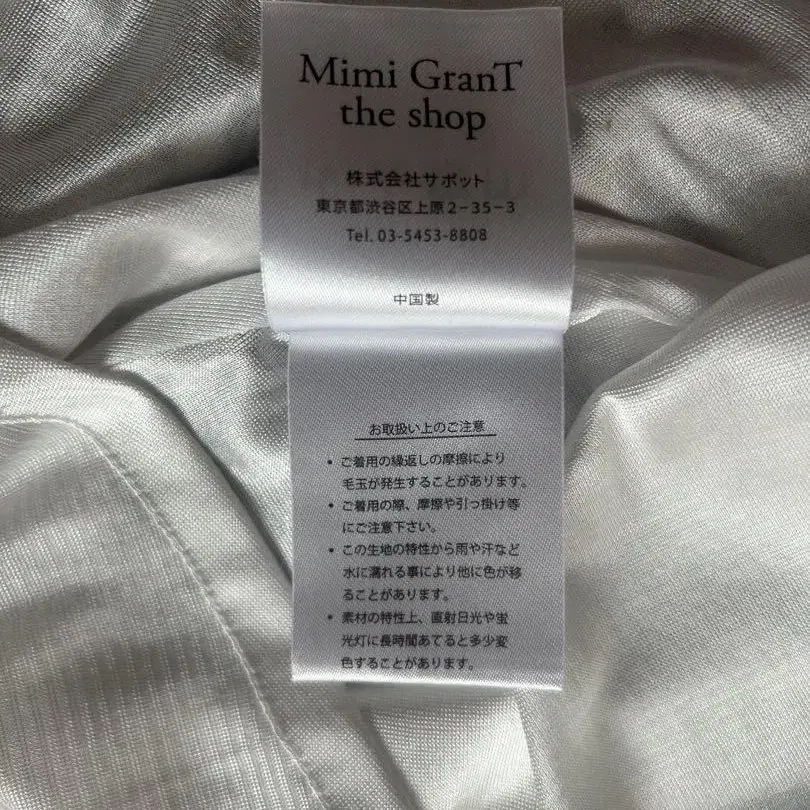 Mimi GranT
the shop
株式会社サポット
東京都渋谷区上原2-35-3
Tel. 03-5453-8808
中国製
お取扱い上のご注意
・ご着用の繰返しの摩擦により
毛玉が発生することがあります。
・ご着用の際、摩擦や引っ掛け等
にご注意下さい。
・この生地の特性から雨や汗など
水に濡れる事により他に色が移
ることがあります。
・素材の特性上、直射日光や蛍
光灯に長時間あてると多少変
色することがあります。